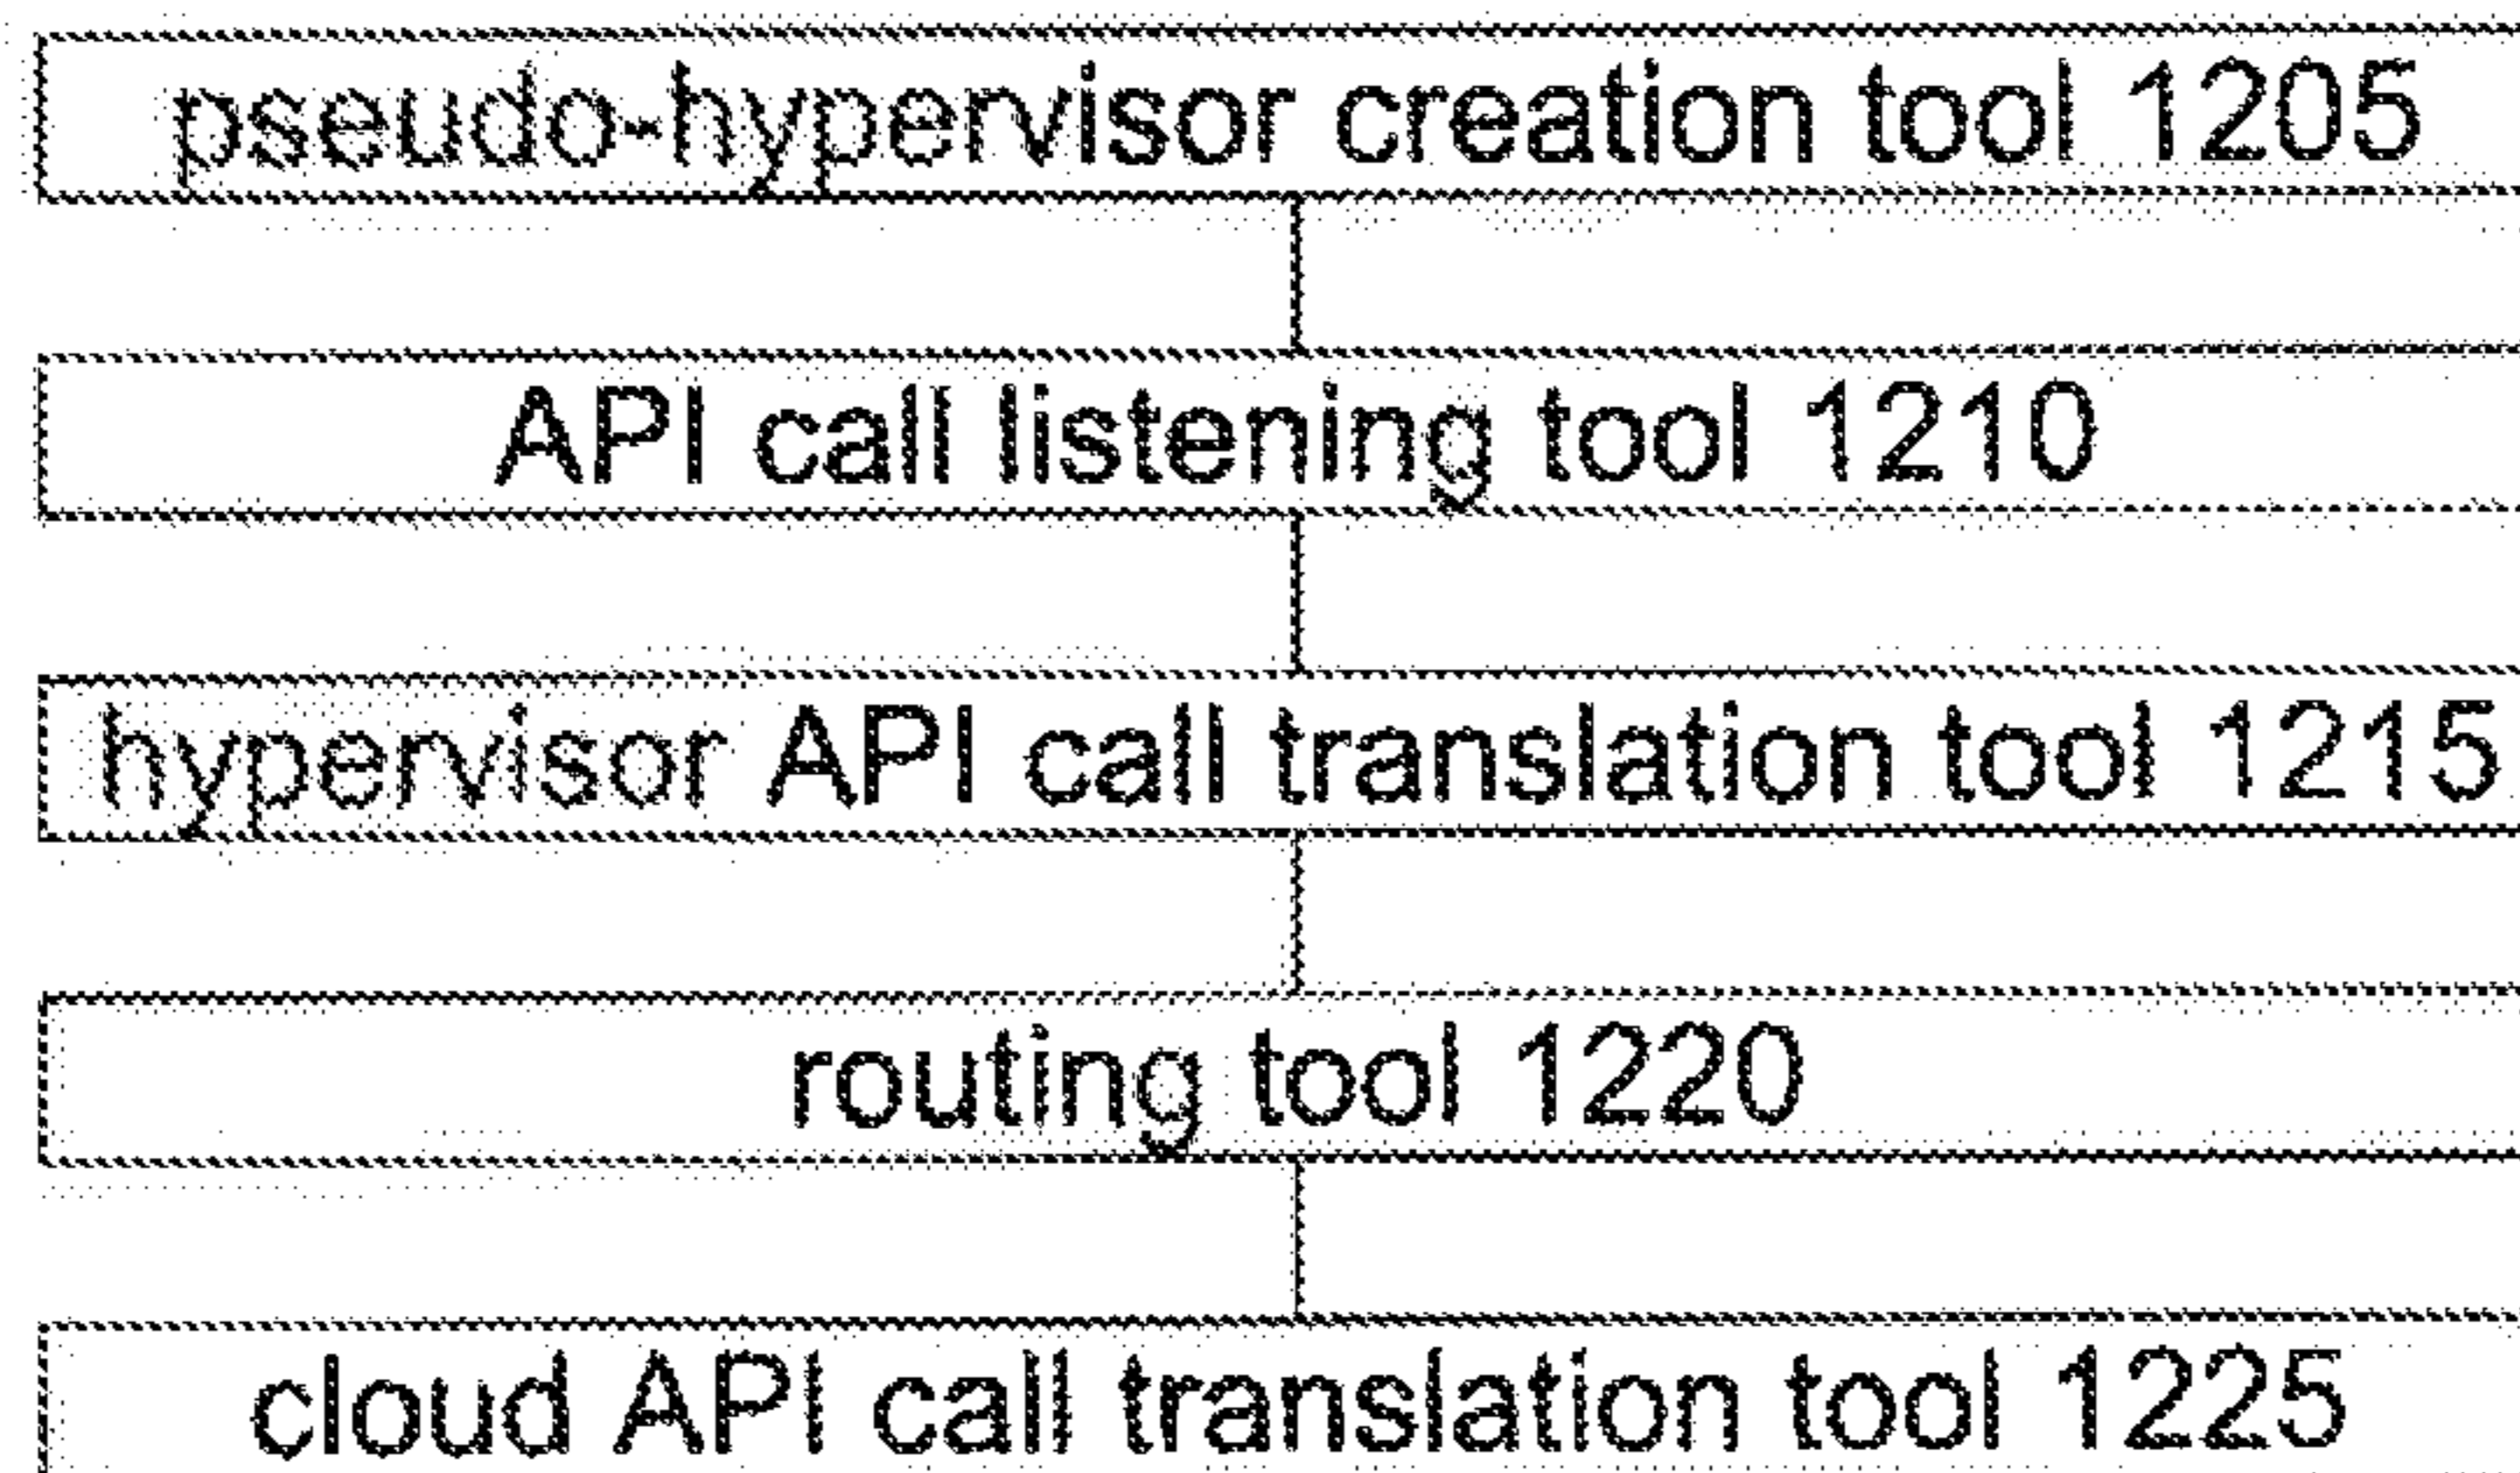 pseudo-hypervisor creation tool 1205
API call listening tool 1210
hypervisor API call translation tool 1215
routing tool 1220
cloud API call translation tool 1225